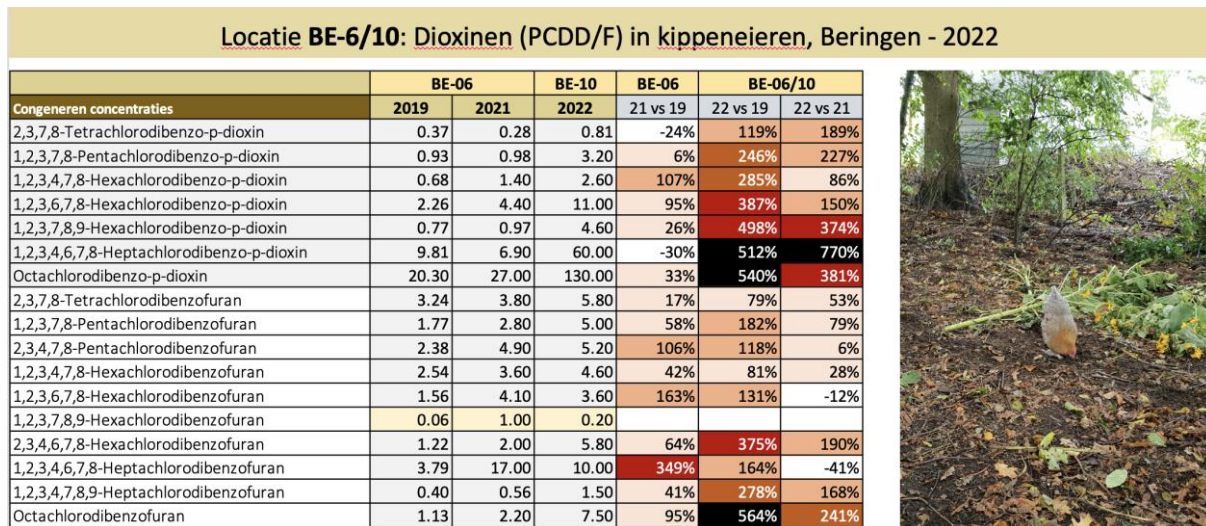 Locatie BE-6/10: Dioxinen (PCDD/F) in kippeneieren, Beringen - 2022
BE-06 BE-10 BE-06 BE-06/10
Congeneren concentraties 2019 2021 2022 21 vs 19 22 vs 19 22 vs 21
2,3,7,8-Tetrachlorodibenzo-p-dioxin 0.37 0.28 0.81 -24% 119% 189%
1,2,3,7,8-Pentachlorodibenzo-p-dioxin 0.93 0.98 3.20 6% 246% 227%
1,2,3,4,7,8-Hexachlorodibenzo-p-dioxin 0.68 1.40 2.60 107% 285% 86%
1,2,3,6,7,8-Hexachlorodibenzo-p-dioxin 2.26 4.40 11.00 95% 387% 150%
1,2,3,7,8,9-Hexachlorodibenzo-p-dioxin 0.77 0.97 4.60 26% 498% 374%
1,2,3,4,6,7,8-Heptachlorodibenzo-p-dioxin 9.81 6.90 60.00 -30% 512% 770%
Octachlorodibenzo-p-dioxin 20.30 27.00 130.00 33% 540% 381%
2,3,7,8-Tetrachlorodibenzofuran 3.24 3.80 5.80 17% 79% 53%
1,2,3,7,8-Pentachlorodibenzofuran 1.77 2.80 5.00 58% 182% 79%
2,3,4,7,8-Pentachlorodibenzofuran 2.38 4.90 5.20 106% 118% 6%
1,2,3,4,7,8-Hexachlorodibenzofuran 2.54 3.60 4.60 42% 81% 28%
1,2,3,6,7,8-Hexachlorodibenzofuran 1.56 4.10 3.60 163% 131% -12%
1,2,3,7,8,9-Hexachlorodibenzofuran 0.06 1.00 0.20
2,3,4,6,7,8-Hexachlorodibenzofuran 1.22 2.00 5.80 64% 375% 190%
1,2,3,4,6,7,8-Heptachlorodibenzofuran 3.79 17.00 10.00 349% 164% -41%
1,2,3,4,7,8,9-Heptachlorodibenzofuran 0.40 0.56 1.50 41% 278% 168%
Octachlorodibenzofuran 1.13 2.20 7.50 95% 564% 241%